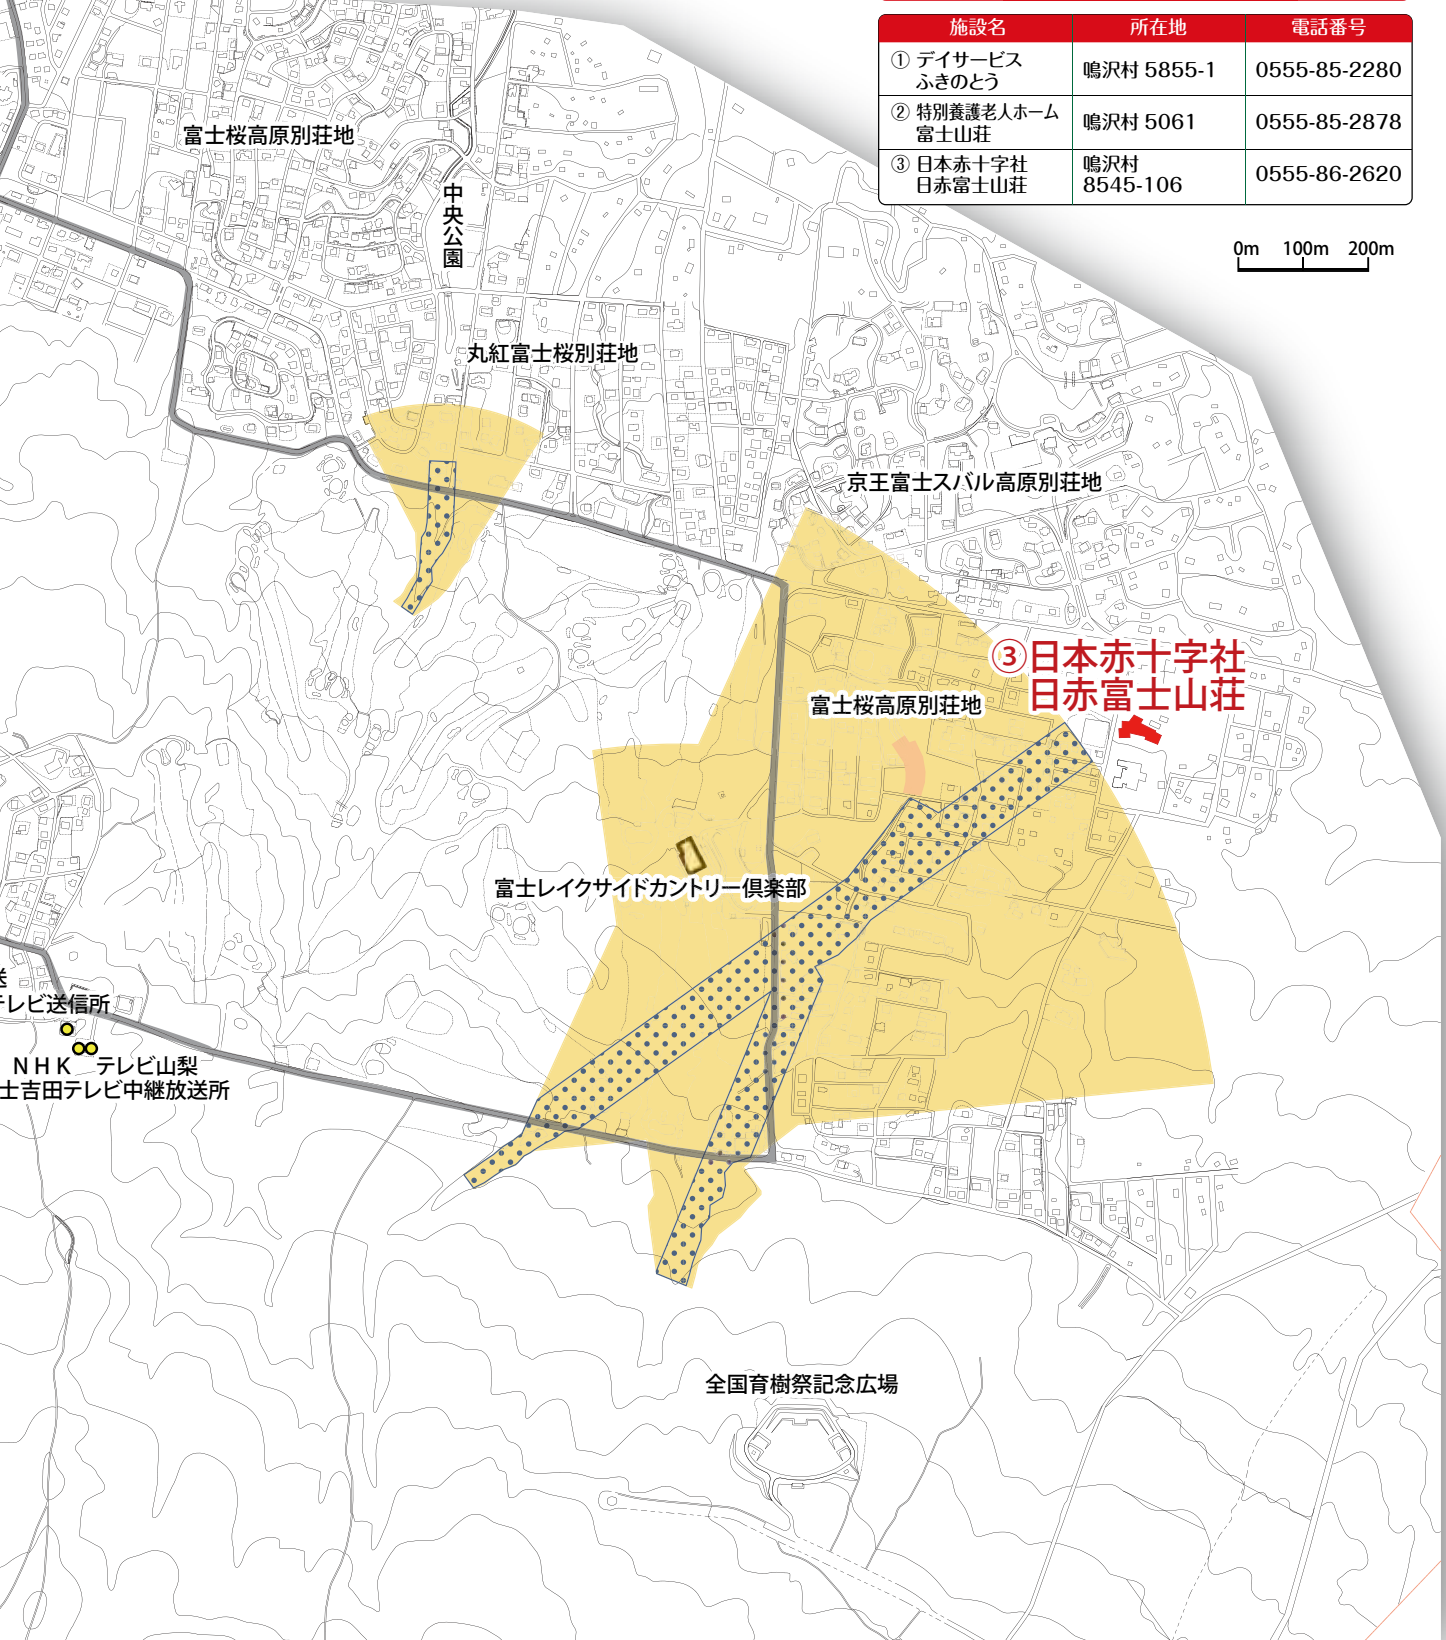 施設名 所在地 電話番号
① デイサービス
ふきのとう
鳴沢村 5855-1
0555-85-2280
② 特別養護老人ホーム
富士山荘
鳴沢村 5061
0555-85-2878
③ 日本赤十字社
日赤富士山荘
鳴沢村
8545-106
0555-86-2620
0m 100m 200m
富士桜高原別荘地
中央公園
丸紅富士桜別荘地
京王富士スバル高原別荘地
③日本赤十字社
日赤富士山荘
富士桜高原別荘地
富士レイクサイドカントリー倶楽部
送
テレビ送信所
NHK テレビ山梨
士吉田テレビ中継放送所
全国育樹祭記念広場